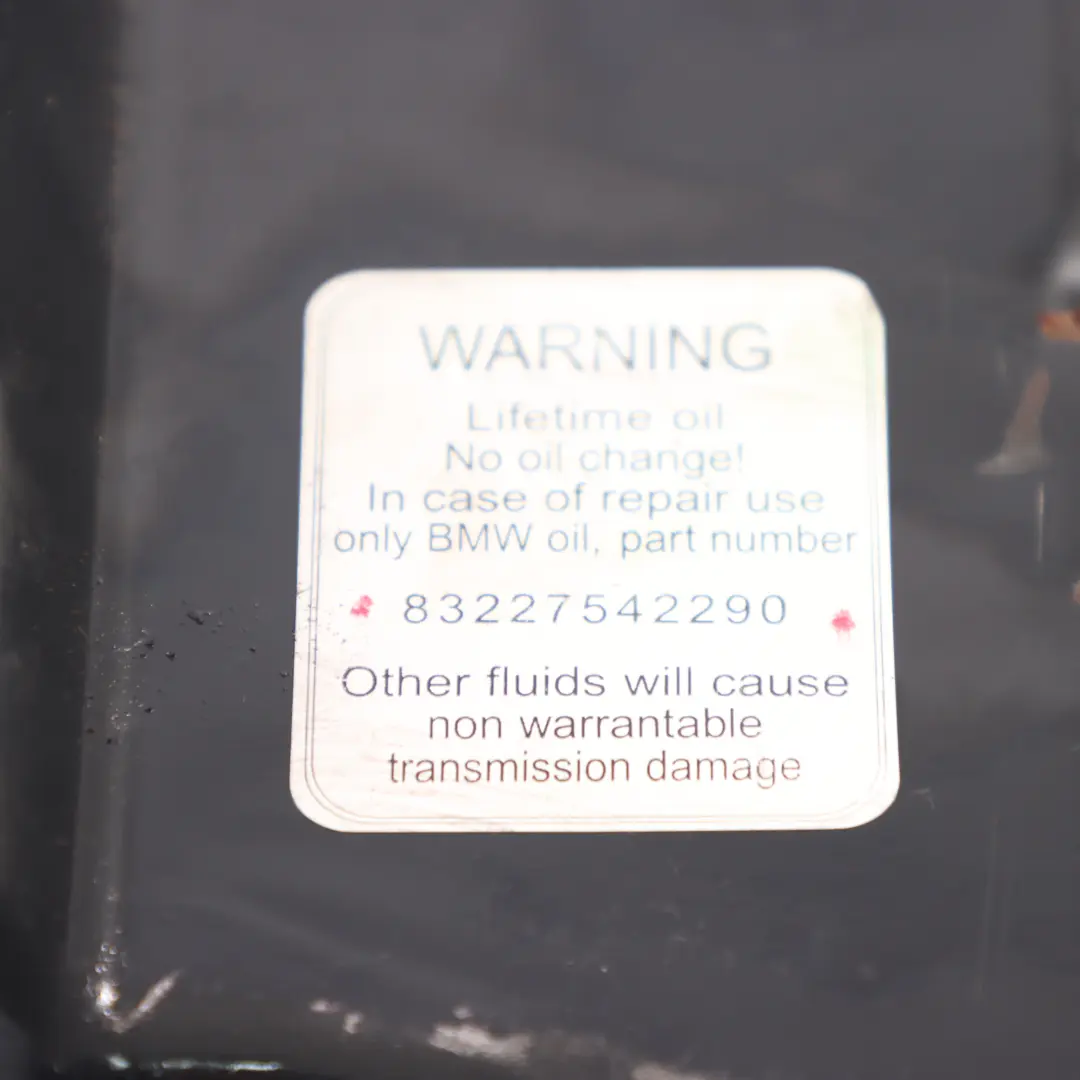 WARNING
Lifetime oil
No oil change!
In case of repair use
only BMW oil, part number
83227542290
Other fluids will cause
non warrantable
transmission damage